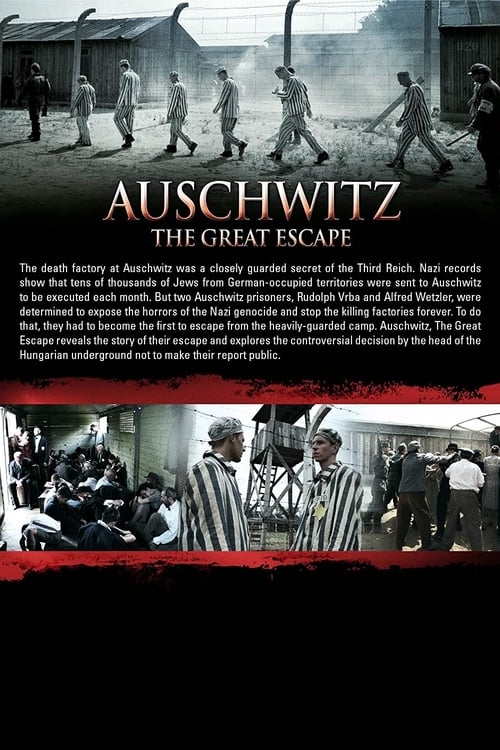 AUSCHWITZ
THE GREAT ESCAPE
The death factory at Auschwitz was a closely guarded secret of the Third Reich. Nazi records
show that tens of thousands of Jews from German-occupied territories were sent to Auschwitz
to be executed each month. But two Auschwitz prisoners, Rudolph Vrba and Alfred Wetzler, were
determined to expose the horrors of the Nazi genocide and stop the killing factories forever. To do
that, they had to become the first to escape from the heavily-guarded camp. Auschwitz, The Great
Escape reveals the story of their escape and explores the controversial decision by the head of the
Hungarian underground not to make their report public.